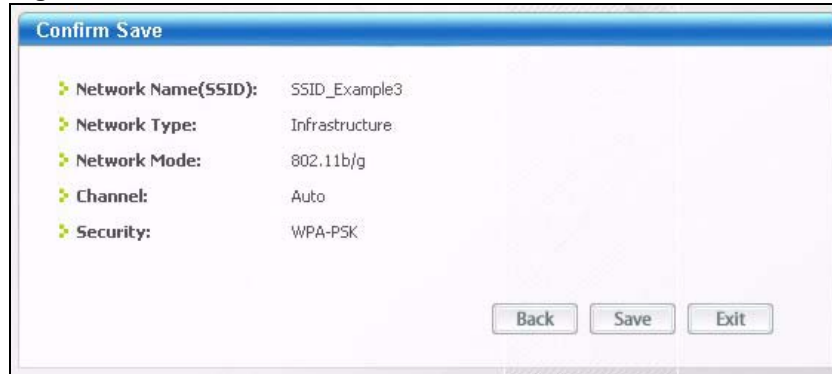 Confirm Save
Network Name(SSID): SSID_Example3
Network Type: Infrastructure
Network Mode: 802.11b/g
Channel: Auto
Security: WPA-PSK
Back Save Exit